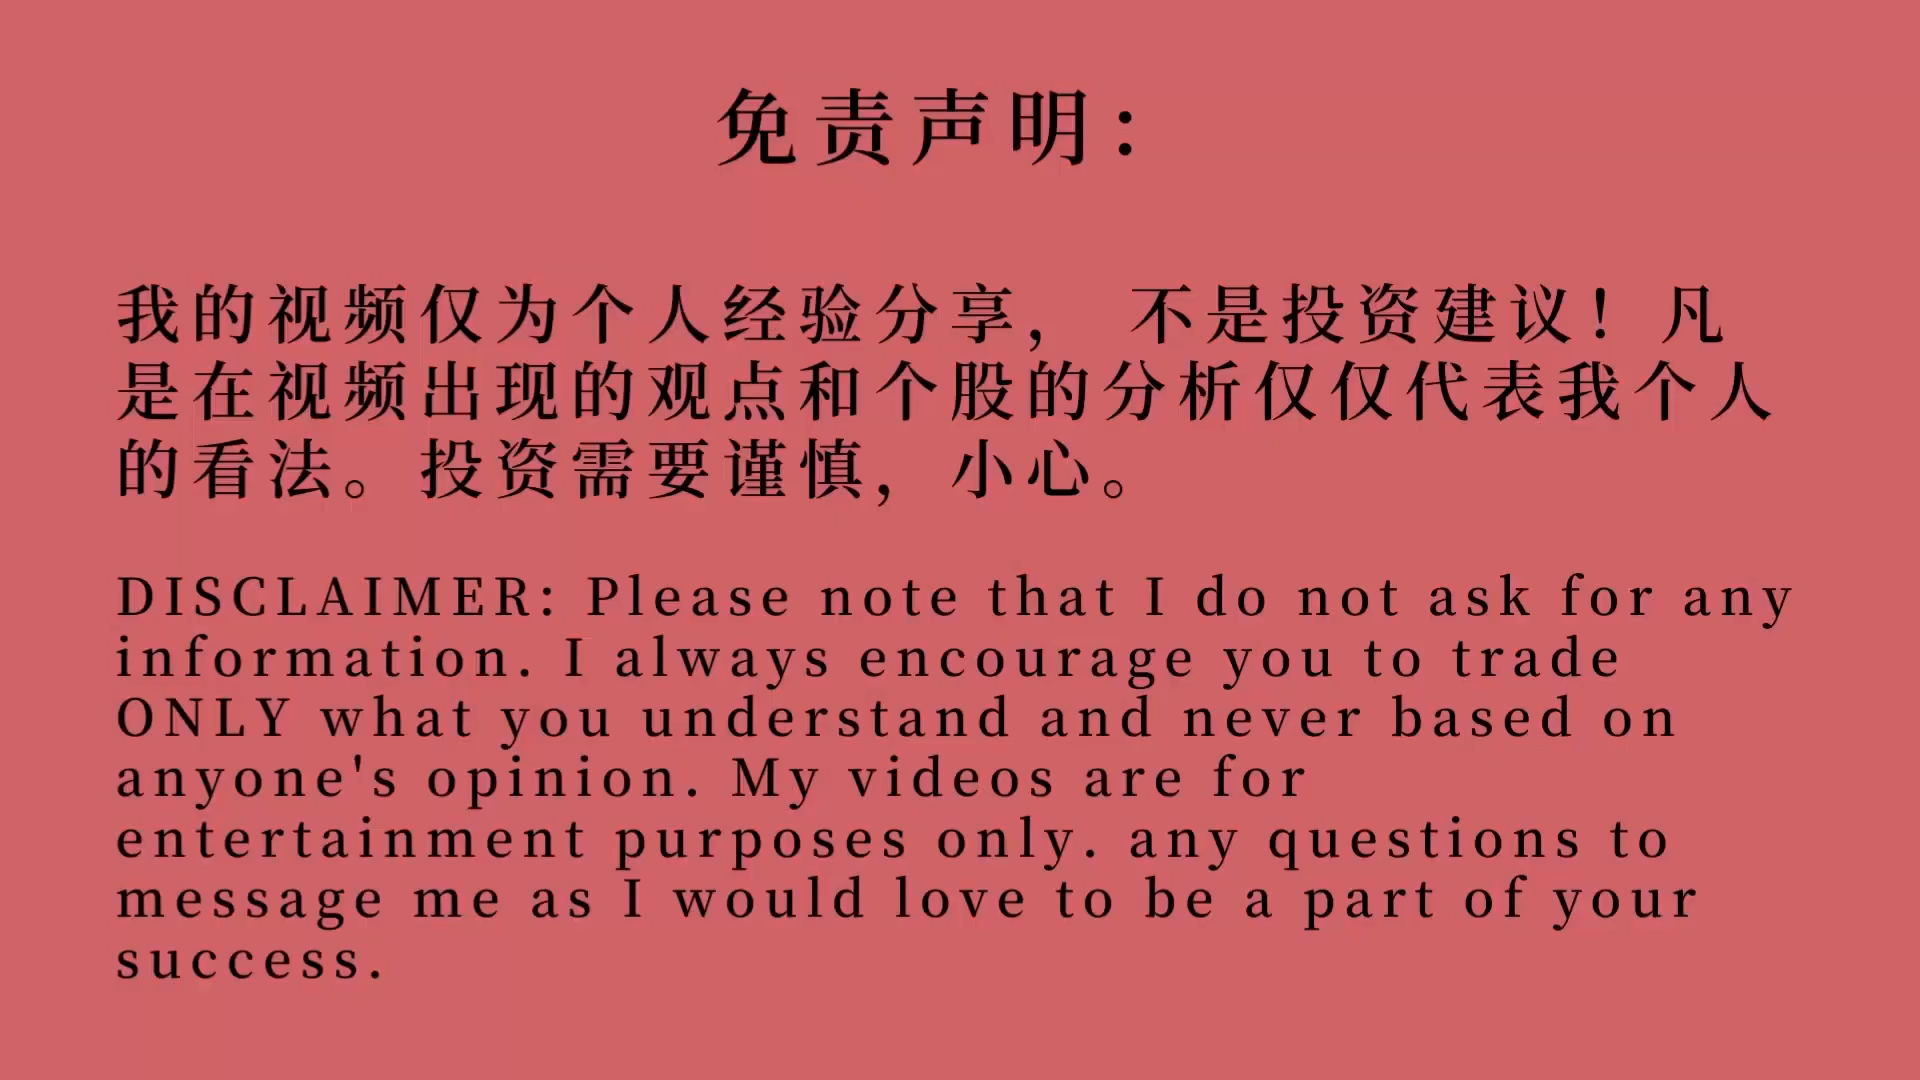 免责声明：
我的视频仅为个人经验分享， 不是投资建议！凡
是在视频出现的观点和个股的分析仅仅代表我个人
的看法。投资需要谨慎，小心。
DISCLAIMER: Please note that I do not ask for any
information. I always encourage you to trade
ONLY what you understand and never based on
anyone's opinion. My videos are for
entertainment purposes only. any questions to
message me as I would love to be a part of your
success.